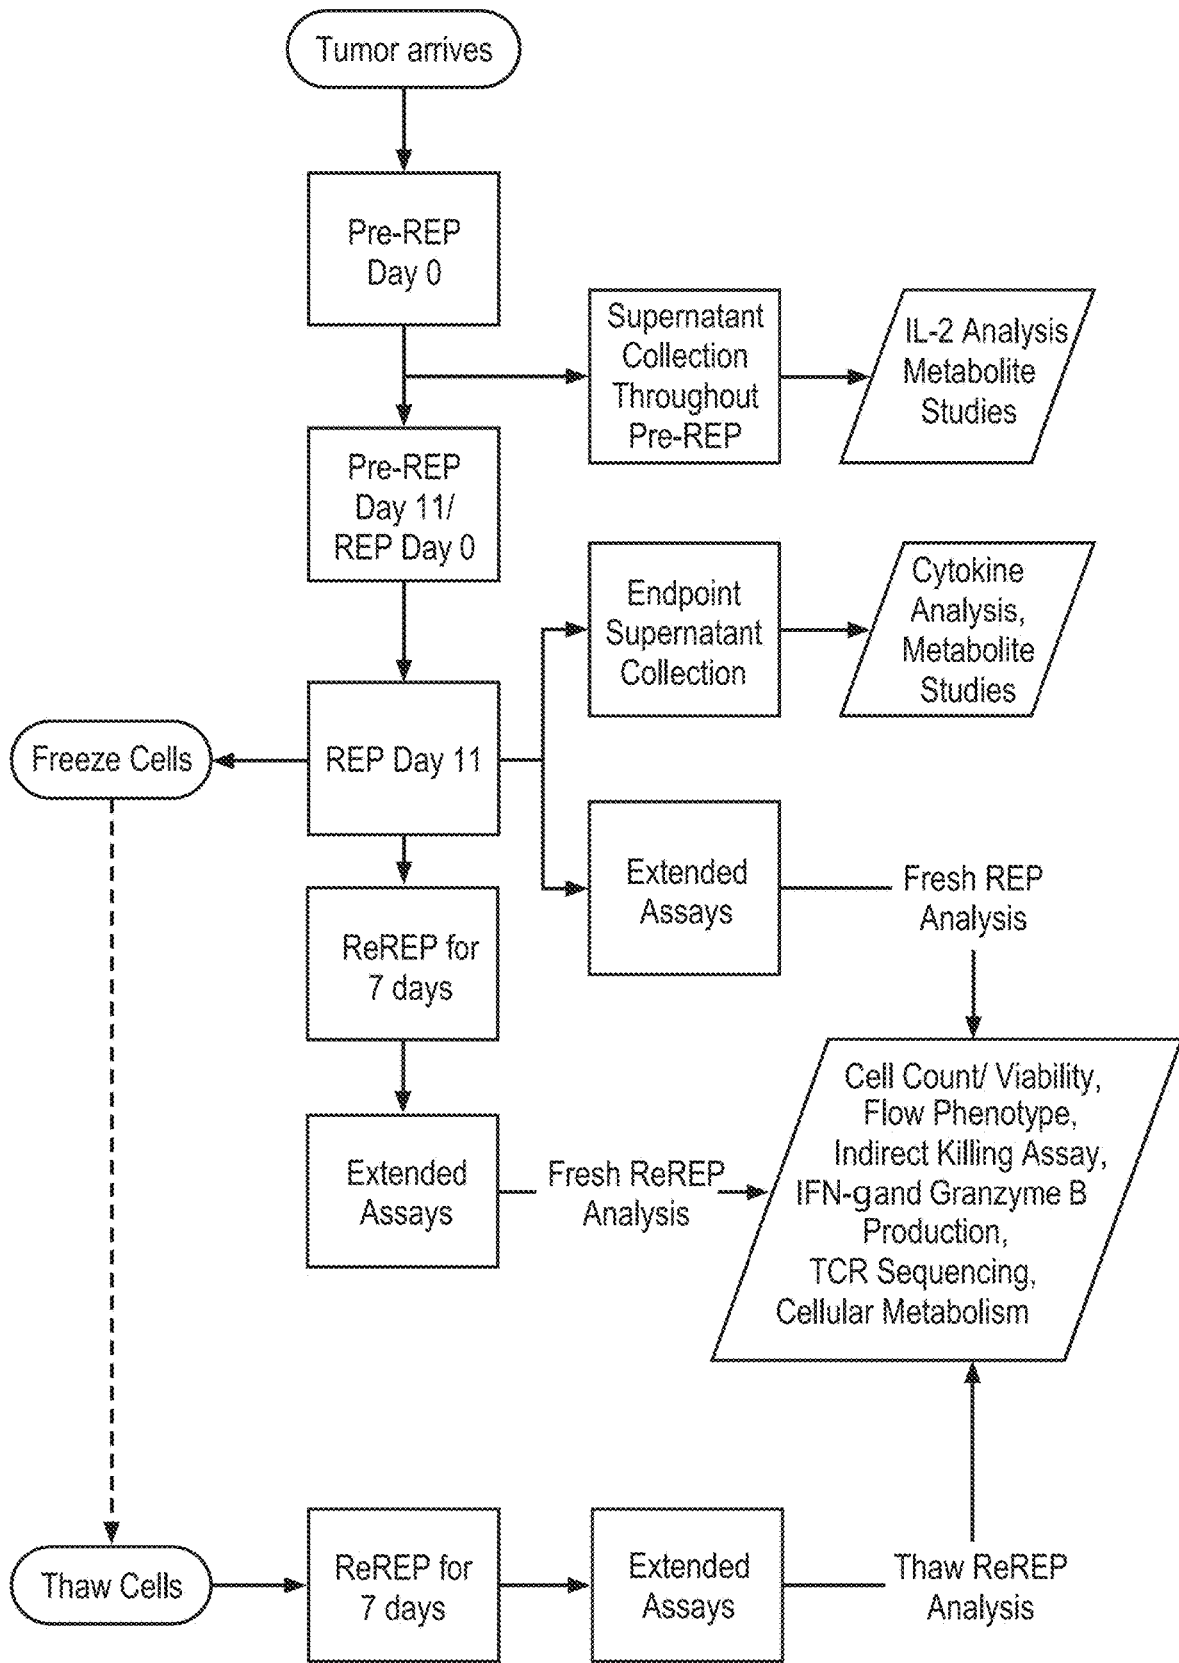 Tumor arrives
Pre-REP
Day 0
Supernatant
Collection
Throughout
Pre-REP
IL-2 Analysis
Metabolite
Studies
Pre-REP
Day 11/
REP Day 0
Endpoint
Supernatant
Collection
Cytokine
Analysis,
Metabolite
Studies
Freeze Cells
REP Day 11
Extended
Assays
Fresh REP
Analysis
ReREP for
7 days
Cell Count/ Viability,
Flow Phenotype,
Indirect Killing Assay,
IFN-gand Granzyme B
Production,
TCR Sequencing,
Cellular Metabolism
Extended
Assays
Fresh ReREP
Analysis
Thaw Cells
ReREP for
7 days
Extended
Assays
Thaw ReREP
Analysis